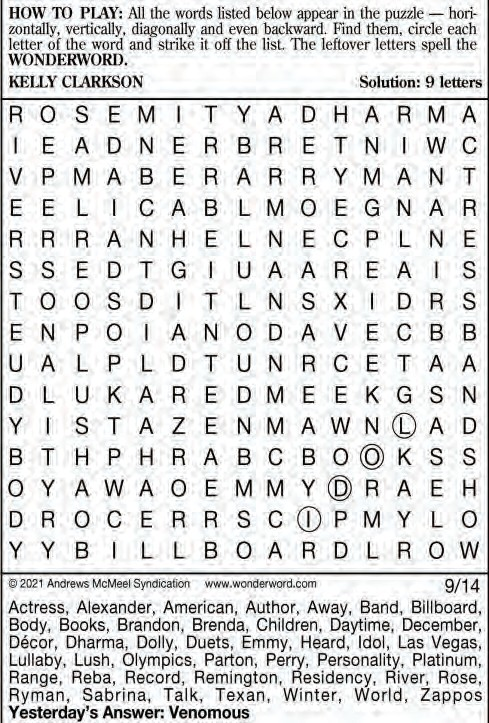 HOW TO PLAY: All the words listed below appear in the puzzle — hori-
zontally, vertically, diagonally and even backward. Find them, circle each
letter of the word and strike it off the list. The leftover letters spell the
WONDERWORD.
KELLY CLARKSON Solution: 9 letters
R O S E M I T Y A D H A R M A
I E A D N E R B R E T N I W C
V P M A B E R A R R Y M A N T
E E L I C A B L M O E G N A R
R R R A N H E L N E C P L N E
S S E D T G I U A A R E A I S
T O O S D I T L N S X I D R S
E N P O I A N O D A V E C B B
U A L P L D T U N R C E T A A
D L U K A R E D M E E K G S N
Y I S T A Z E N M A W N L A D
B T H P H R A B C B O O K S S
O Y A W A O E M M Y D R A E H
D R O C E R R S C I P M Y L O
Y Y B I L L B O A R D L R O W
© 2021 Andrews McMeel Syndication www.wonderword.com 9/14
Actress, Alexander, American, Author, Away, Band, Billboard,
Body, Books, Brandon, Brenda, Children, Daytime, December,
Décor, Dharma, Dolly, Duets, Emmy, Heard, Idol, Las Vegas,
Lullaby, Lush, Olympics, Parton, Perry, Personality, Platinum,
Range, Reba, Record, Remington, Residency, River, Rose,
Ryman, Sabrina, Talk, Texan, Winter, World, Zappos
Yesterday's Answer: Venomous